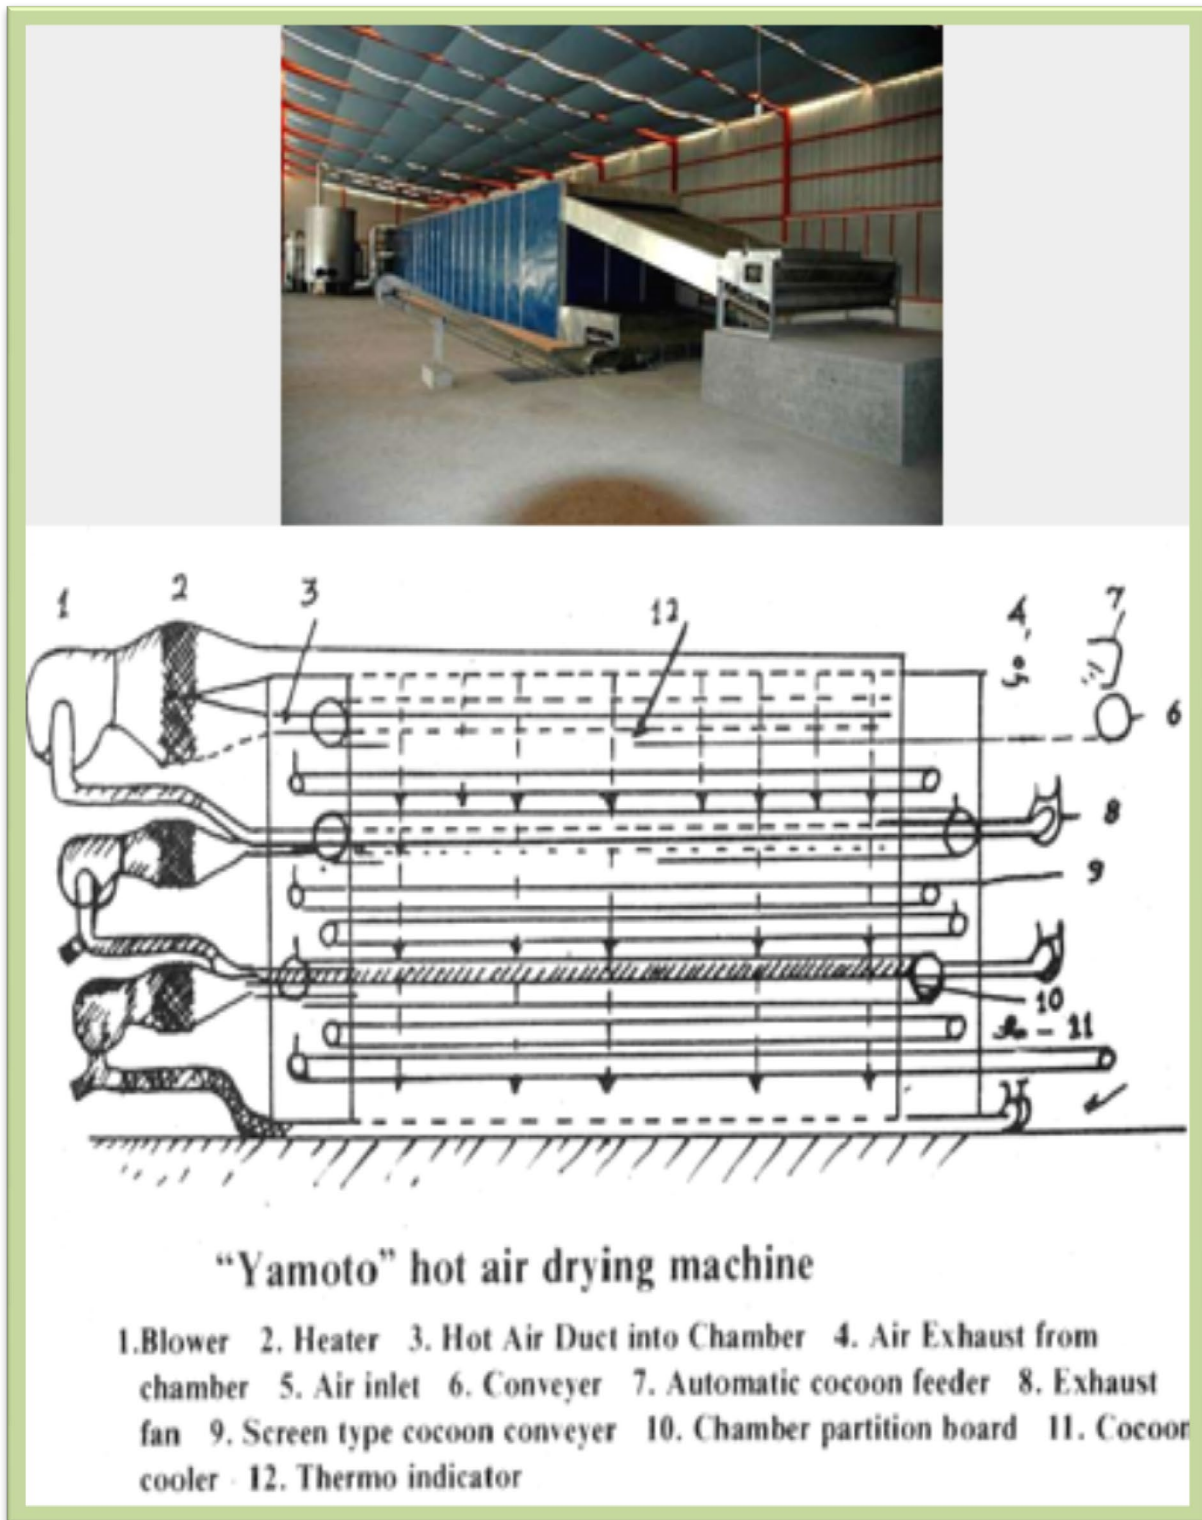 1
2
3
12
4,
7
6
8
9
10
- 11
“Yamoto” hot air drying machine
1.Blower 2. Heater 3. Hot Air Duct into Chamber 4. Air Exhaust from
chamber 5. Air inlet 6. Conveyer 7. Automatic cocoon feeder 8. Exhaust
fan 9. Screen type cocoon conveyer 10. Chamber partition board 11. Cocoon
cooler 12. Thermo indicator